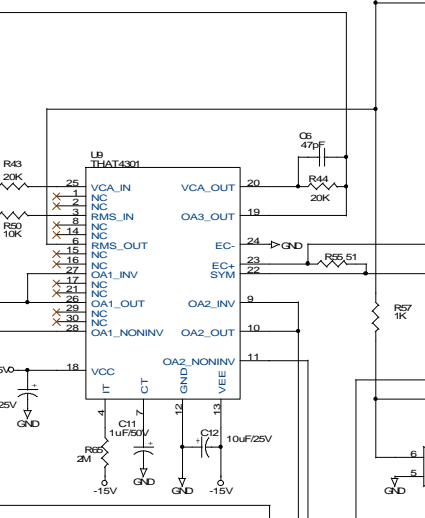 C6
47pF
U9
THAT4301
R43
20K
R44
20K
R50
10K
25 VCA_IN VCA_OUT 20
1 NC
2 NC
3 RMS_IN OA3_OUT 19
8 NC
14 NC
6 RMS_OUT EC- 24 GND
15 NC
16 NC EC+ 23 R55 51
27 OA1_INV SYM 22
17 NC
21 NC
26 OA1_OUT OA2_INV 9
29 NC
30 NC
28 OA1_NONINV OA2_OUT 10
R57
1K
OA2_NONINV 11
18 VCC
IT CT GND VEE
4 7 12 13
25V
GND
C11
1uF/50V
C12
10uF/25V
R65
2M
6
5
-15V GND GND -15V GND